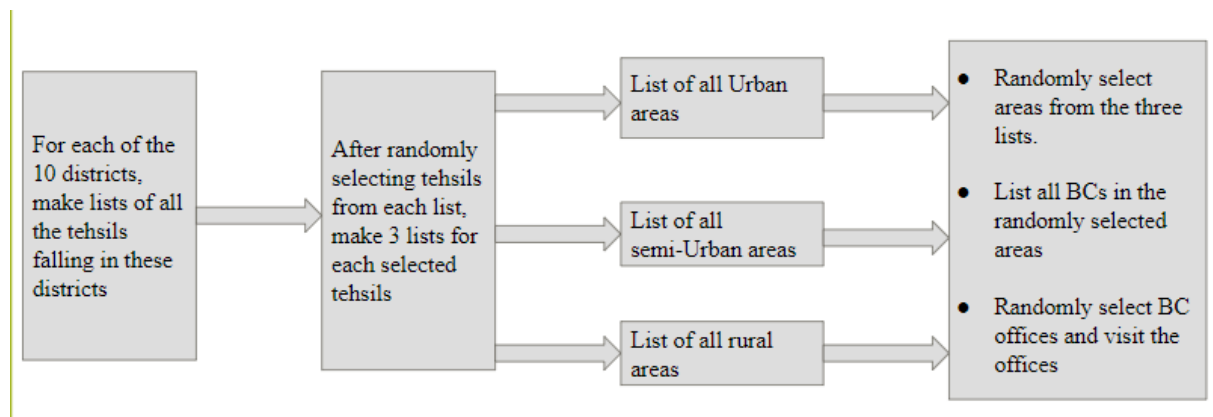 For each of the
10 districts,
make lists of all
the tehsils
falling in these
districts
After randomly
selecting tehsils
from each list,
make 3 lists for
each selected
tehsils
List of all Urban
areas
List of all
semi-Urban areas
List of all rural
areas
● Randomly select
areas from the three
lists.
● List all BCs in the
randomly selected
areas
● Randomly select BC
offices and visit the
offices